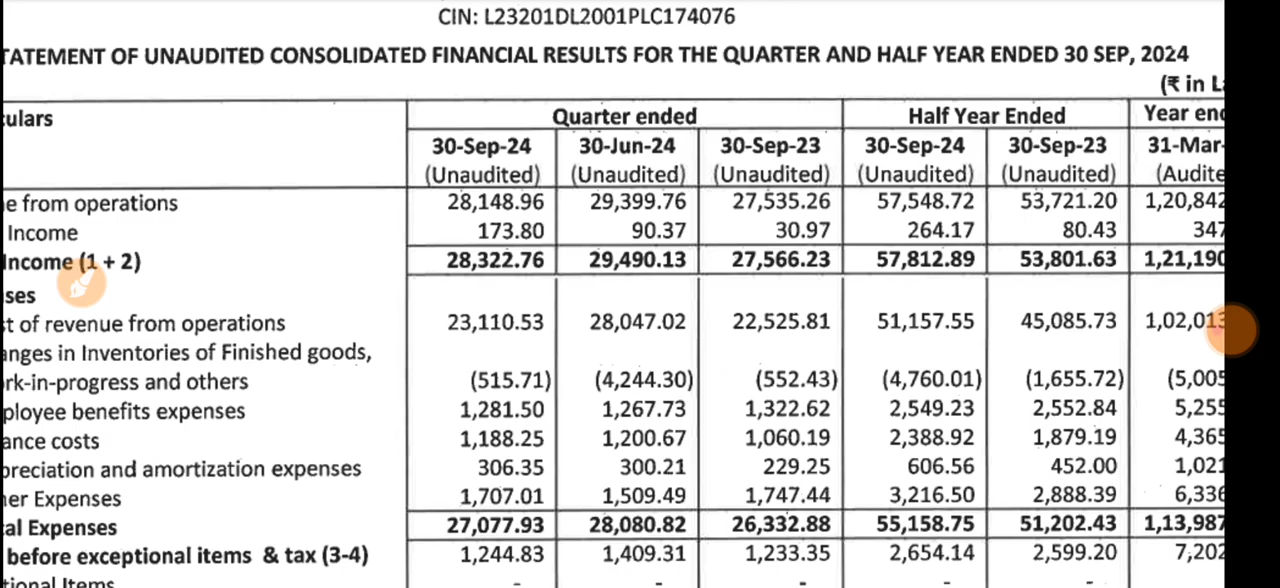 CIN: L23201DL2001PLC174076
TATEMENT OF UNAUDITED CONSOLIDATED FINANCIAL RESULTS FOR THE QUARTER AND HALF YEAR ENDED 30 SEP, 2024
(₹ in La
culars Quarter ended Half Year Ended Year end
30-Sep-24 30-Jun-24 30-Sep-23 30-Sep-24 30-Sep-23 31-Mar-
(Unaudited) (Unaudited) (Unaudited) (Unaudited) (Unaudited) (Audite
e from operations 28,148.96 29,399.76 27,535.26 57,548.72 53,721.20 1,20,842
Income 173.80 90.37 30.97 264.17 80.43 347
Income (1 + 2) 28,322.76 29,490.13 27,566.23 57,812.89 53,801.63 1,21,190
ses
t of revenue from operations 23,110.53 28,047.02 22,525.81 51,157.55 45,085.73 1,02,013
anges in Inventories of Finished goods,
rk-in-progress and others (515.71) (4,244.30) (552.43) (4,760.01) (1,655.72) (5,005
ployee benefits expenses 1,281.50 1,267.73 1,322.62 2,549.23 2,552.84 5,255
ance costs 1,188.25 1,200.67 1,060.19 2,388.92 1,879.19 4,365
preciation and amortization expenses 306.35 300.21 229.25 606.56 452.00 1,021
her Expenses 1,707.01 1,509.49 1,747.44 3,216.50 2,888.39 6,336
al Expenses 27,077.93 28,080.82 26,332.88 55,158.75 51,202.43 1,13,987
before exceptional items & tax (3-4) 1,244.83 1,409.31 1,233.35 2,654.14 2,599.20 7,202
tional Items - - - - -